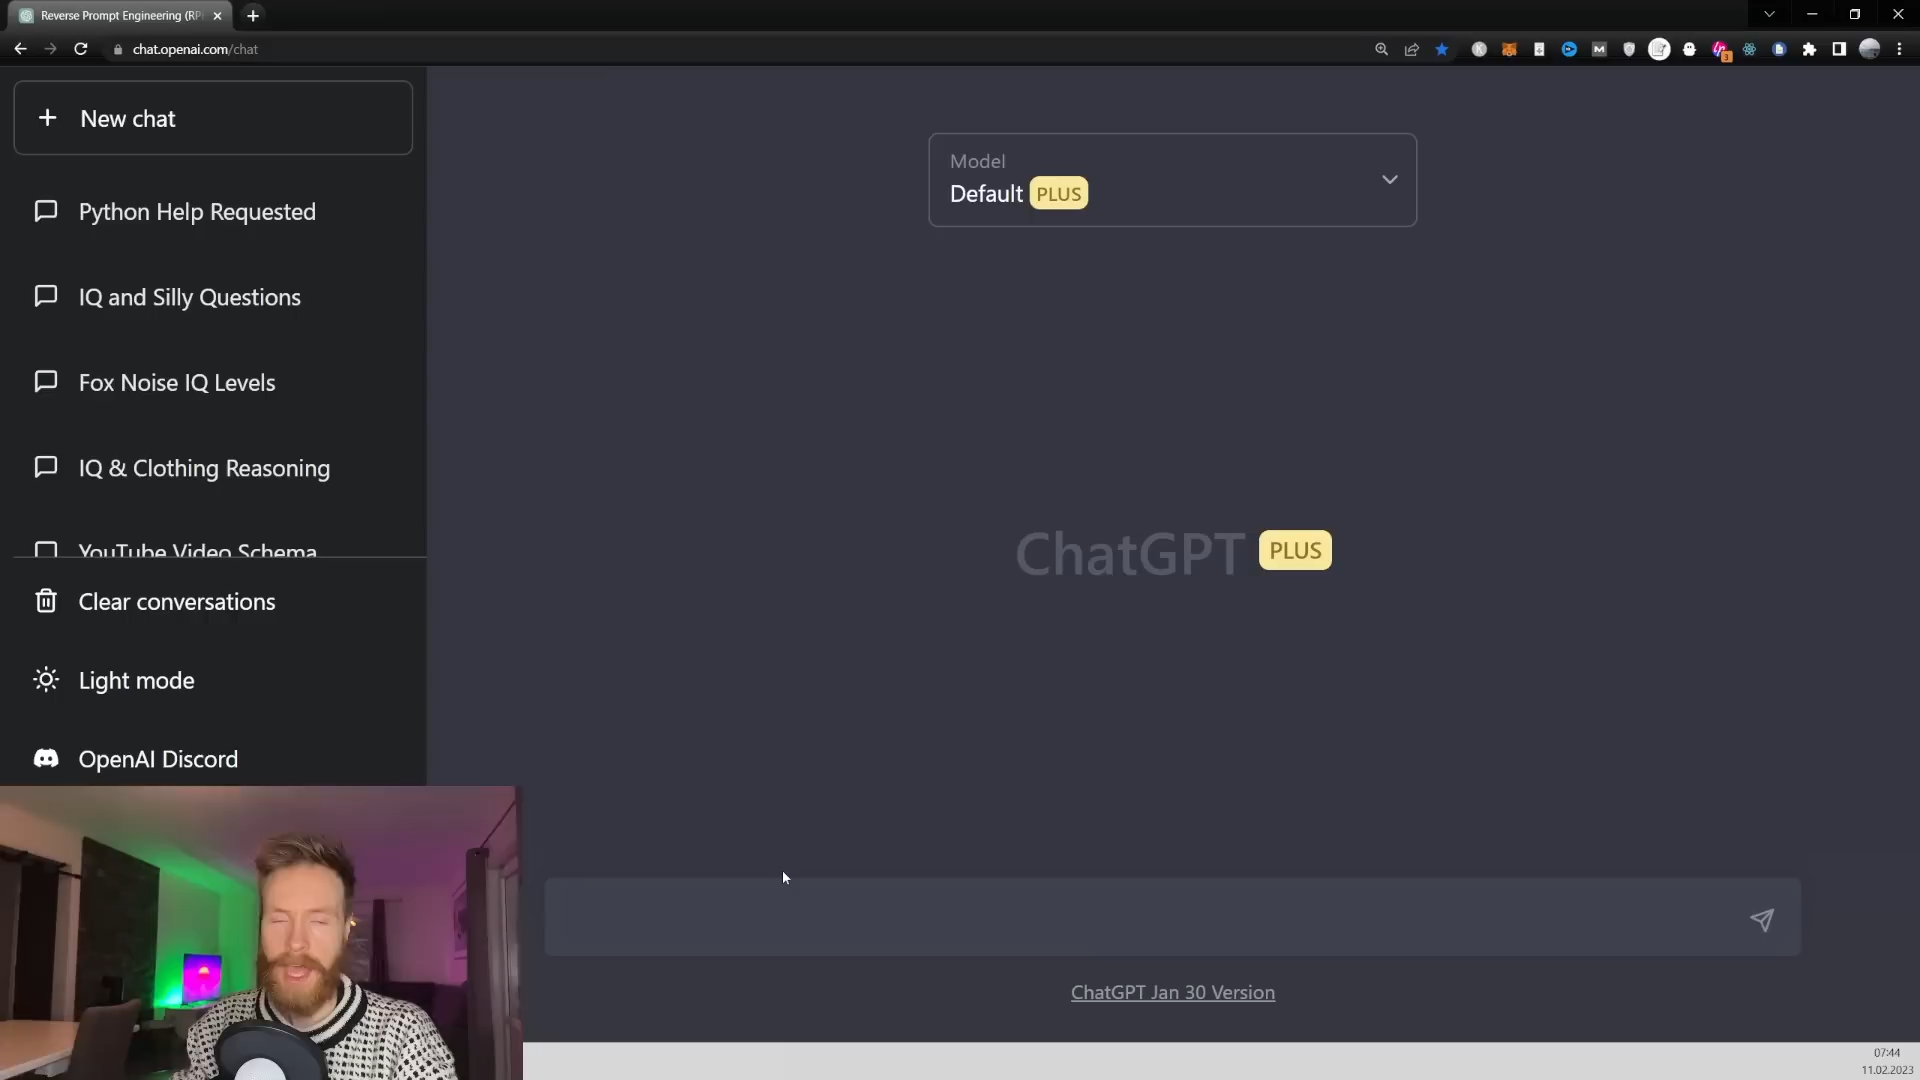 Reverse Prompt Engineering (RP
chat.openai.com/chat
New chat
Python Help Requested
IQ and Silly Questions
Fox Noise IQ Levels
IQ & Clothing Reasoning
YouTube Video Schema
Clear conversations
Light mode
OpenAI Discord
Model
Default PLUS
ChatGPT PLUS
ChatGPT Jan 30 Version
07:44
11.02.2023